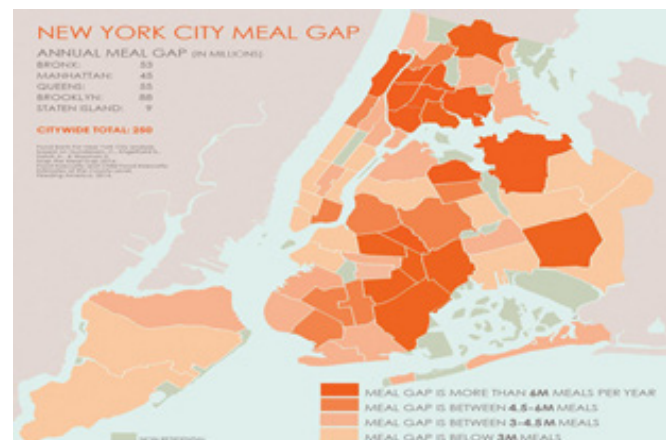 NEW YORK CITY MEAL GAP
ANNUAL MEAL GAP (IN MILLIONS)
BRONX: 53
MANHATTAN: 45
QUEENS: 55
BROOKLYN: 88
STATEN ISLAND: 9
CITYWIDE TOTAL: 250
MEAL GAP IS MORE THAN 6M MEALS PER YEAR
MEAL GAP IS BETWEEN 4.5-6M MEALS
MEAL GAP IS BETWEEN 3-4.5M MEALS
MEAL GAP IS BELOW 3M MEALS